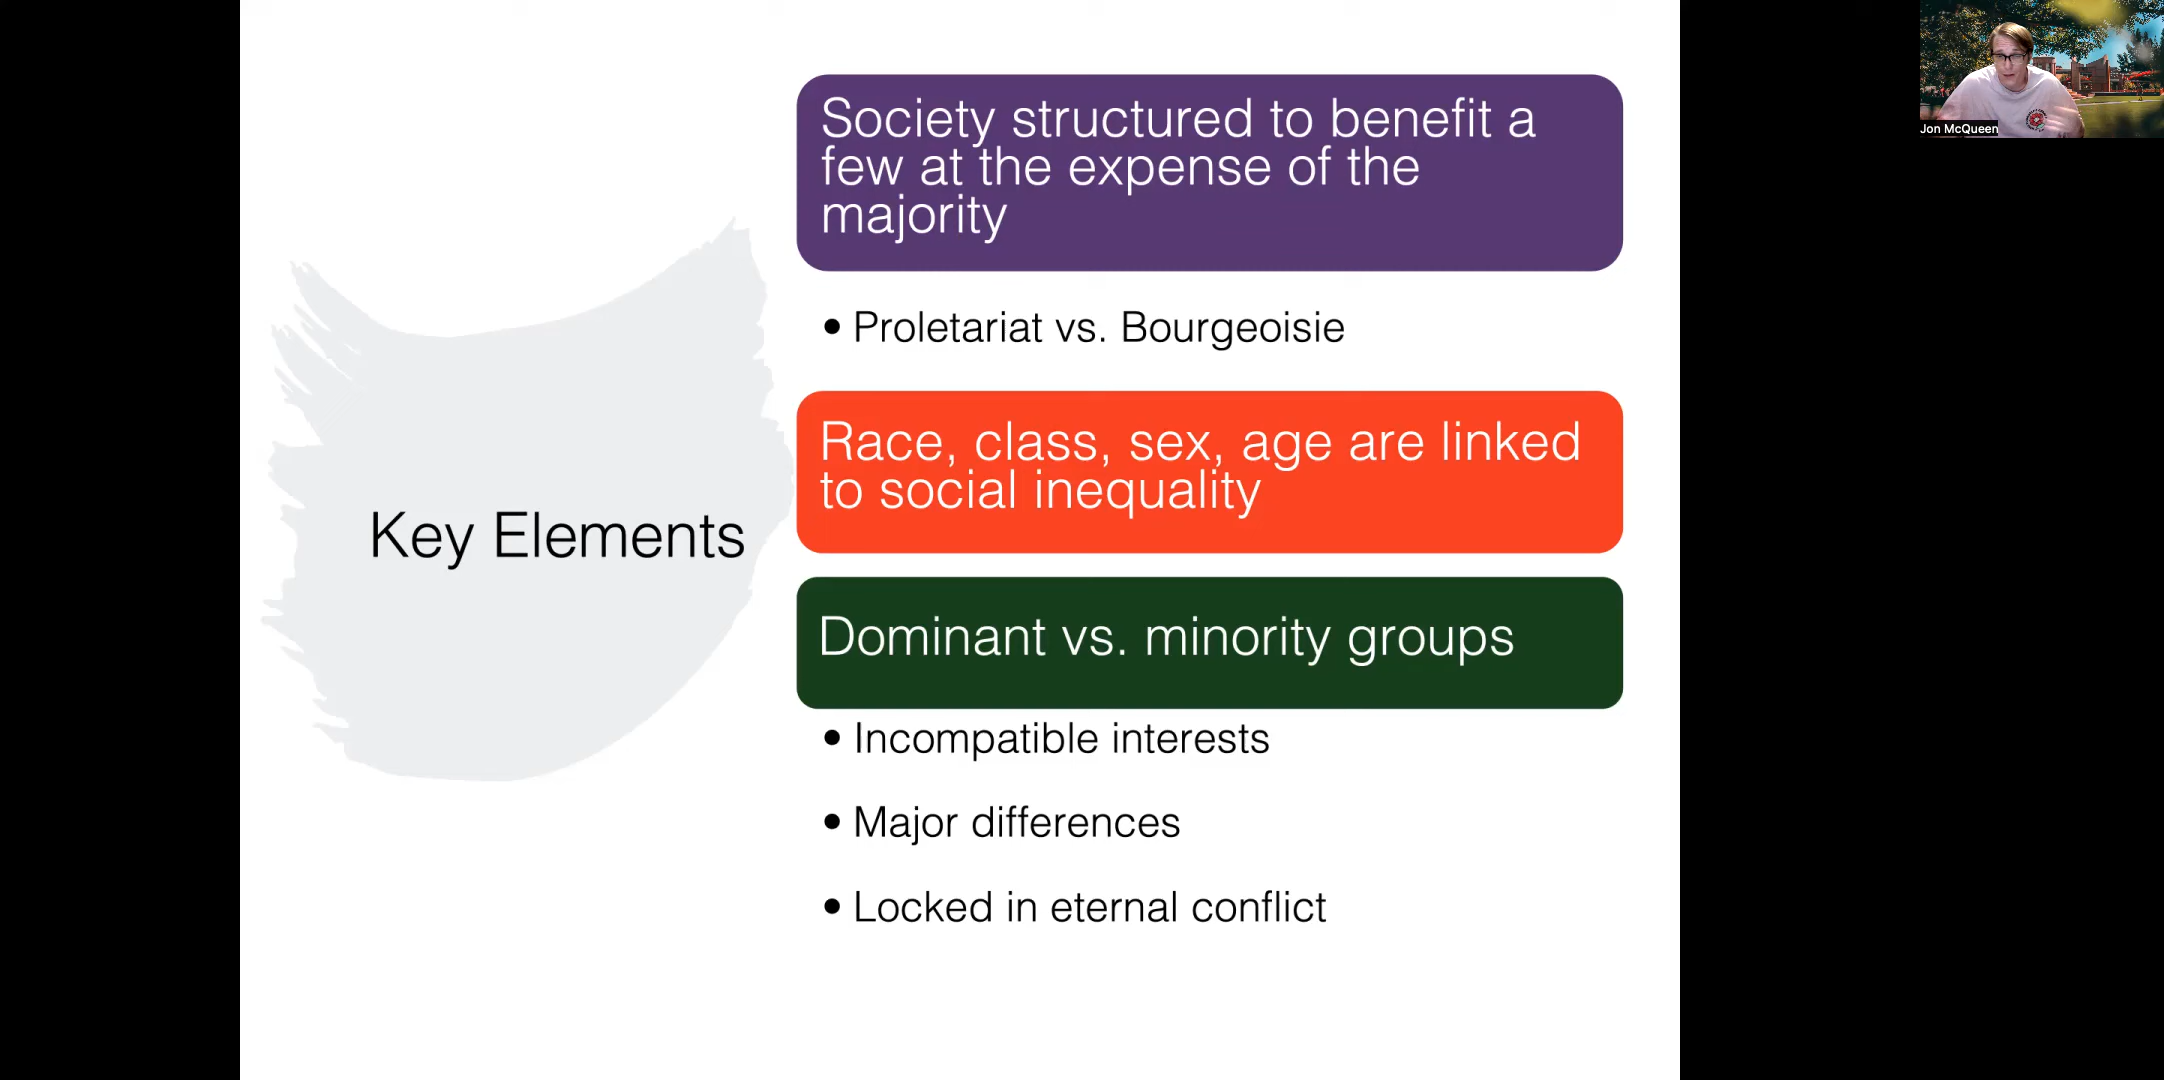 Society structured to benefit a
few at the expense of the
majority
• Proletariat vs. Bourgeoisie
Race, class, sex, age are linked
to social inequality
Key Elements
Dominant vs. minority groups
• Incompatible interests
• Major differences
• Locked in eternal conflict
Jon McQueen